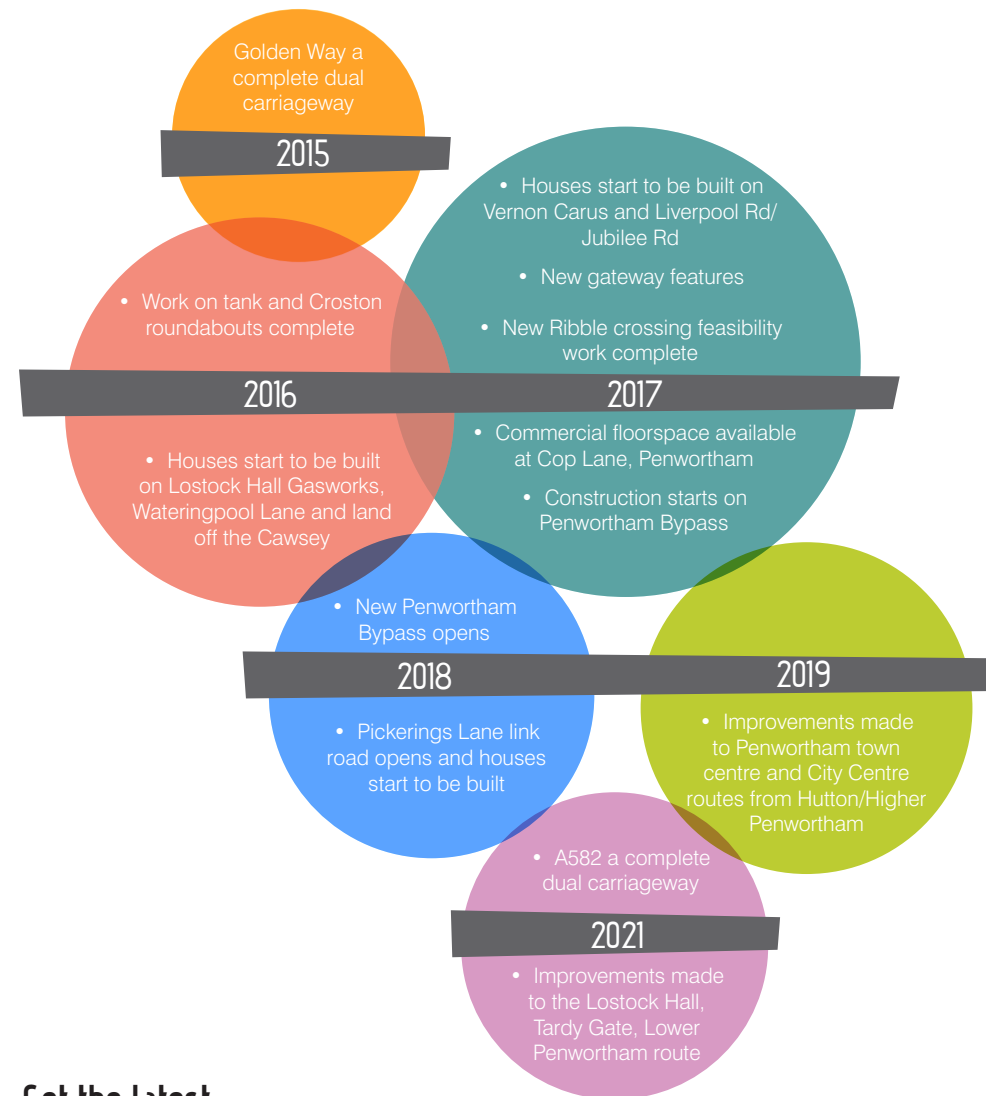 Golden Way a
complete dual
carriageway
2015
• Work on tank and Croston
roundabouts complete
2016
• Houses start to be built
on Lostock Hall Gasworks,
Wateringpool Lane and land
off the Cawsey
• Houses start to be built on
Vernon Carus and Liverpool Rd/
Jubilee Rd
• New gateway features
• New Ribble crossing feasibility
work complete
2017
• Commercial floorspace available
at Cop Lane, Penwortham
• Construction starts on
Penwortham Bypass
• New Penwortham
Bypass opens
2018
• Pickerings Lane link
road opens and houses
start to be built
2019
• Improvements made
to Penwortham town
centre and City Centre
routes from Hutton/Higher
Penwortham
• A582 a complete
dual carriageway
2021
• Improvements made
to the Lostock Hall,
Tardy Gate, Lower
Penwortham route
Get the latest